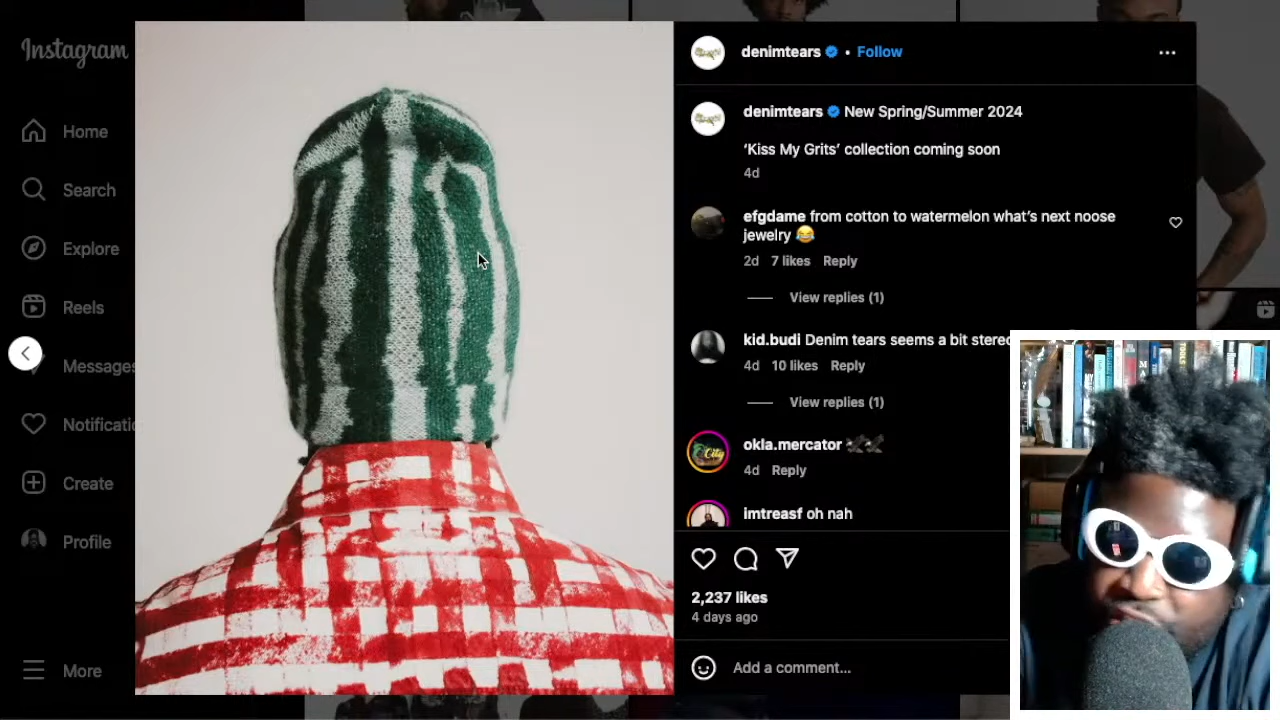 Instagram
Home
Search
Explore
Reels
Messages
Notificatio
Create
Profile
More
denimtears • Follow
denimtears New Spring/Summer 2024
‘Kiss My Grits’ collection coming soon
4d
efgdame from cotton to watermelon what’s next noose
jewelry 😂
2d 7 likes Reply
View replies (1)
kid.budi Denim tears seems a bit stereo
4d 10 likes Reply
View replies (1)
okla.mercator
4d Reply
imtreasf oh nah
2,237 likes
4 days ago
Add a comment...